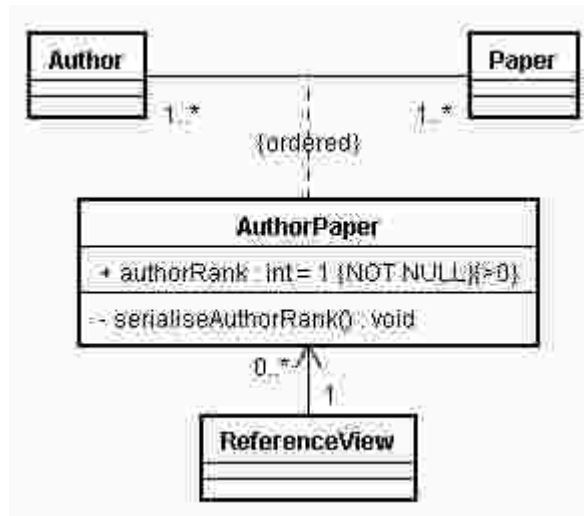 Author Paper
1..* 1..*
{ordered}
AuthorPaper
+ authorRank : int = 1 {NOT NULL}{>0}
- serialiseAuthorRank() : void
0..*
1
ReferenceView